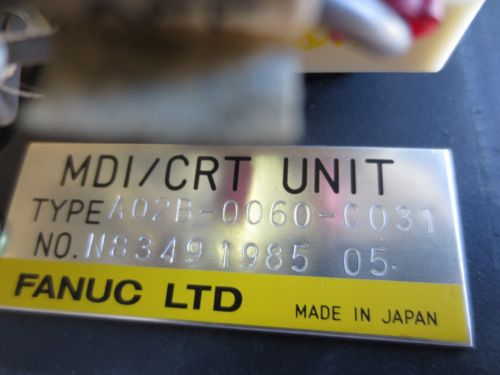 MDI/CRT UNIT
TYPE A02B-0060-C031
NO. N83491985 05-
FANUC LTD MADE IN JAPAN